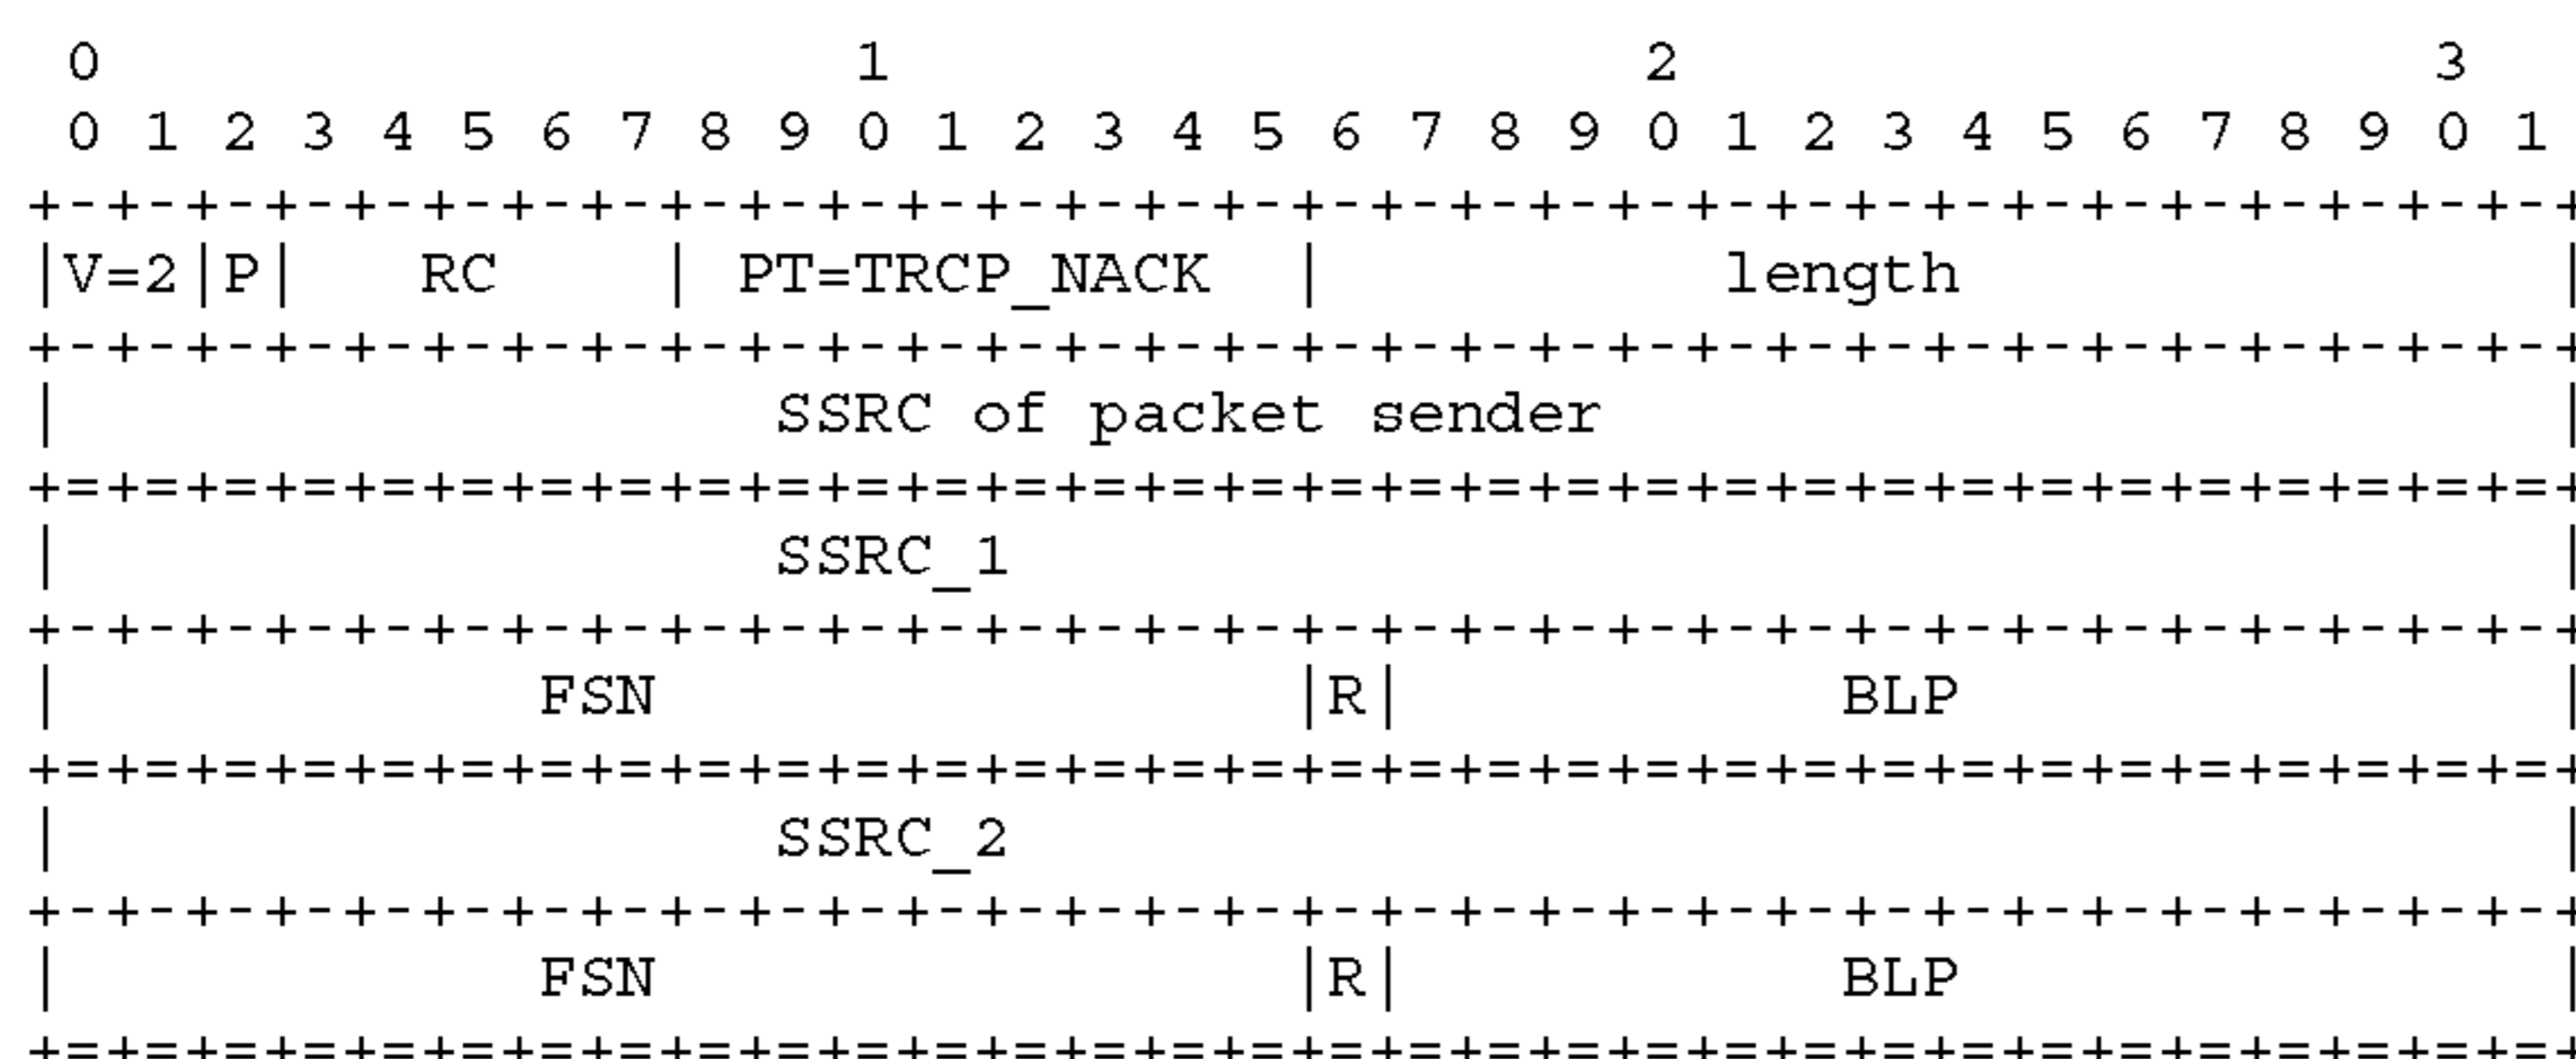 0                   1                   2                   3
 0 1 2 3 4 5 6 7 8 9 0 1 2 3 4 5 6 7 8 9 0 1 2 3 4 5 6 7 8 9 0 1
+-+-+-+-+-+-+-+-+-+-+-+-+-+-+-+-+-+-+-+-+-+-+-+-+-+-+-+-+-+-+-+-+
|V=2|P|   RC    | PT=TRCP_NACK  |          length               |
+-+-+-+-+-+-+-+-+-+-+-+-+-+-+-+-+-+-+-+-+-+-+-+-+-+-+-+-+-+-+-+-+
|                  SSRC of packet sender                        |
+=+=+=+=+=+=+=+=+=+=+=+=+=+=+=+=+=+=+=+=+=+=+=+=+=+=+=+=+=+=+=+=+
|                  SSRC_1                                       |
+-+-+-+-+-+-+-+-+-+-+-+-+-+-+-+-+-+-+-+-+-+-+-+-+-+-+-+-+-+-+-+-+
|            FSN                |R|           BLP               |
+=+=+=+=+=+=+=+=+=+=+=+=+=+=+=+=+=+=+=+=+=+=+=+=+=+=+=+=+=+=+=+=+
|                  SSRC_2                                       |
+-+-+-+-+-+-+-+-+-+-+-+-+-+-+-+-+-+-+-+-+-+-+-+-+-+-+-+-+-+-+-+-+
|            FSN                |R|           BLP               |
+=+=+=+=+=+=+=+=+=+=+=+=+=+=+=+=+=+=+=+=+=+=+=+=+=+=+=+=+=+=+=+=+